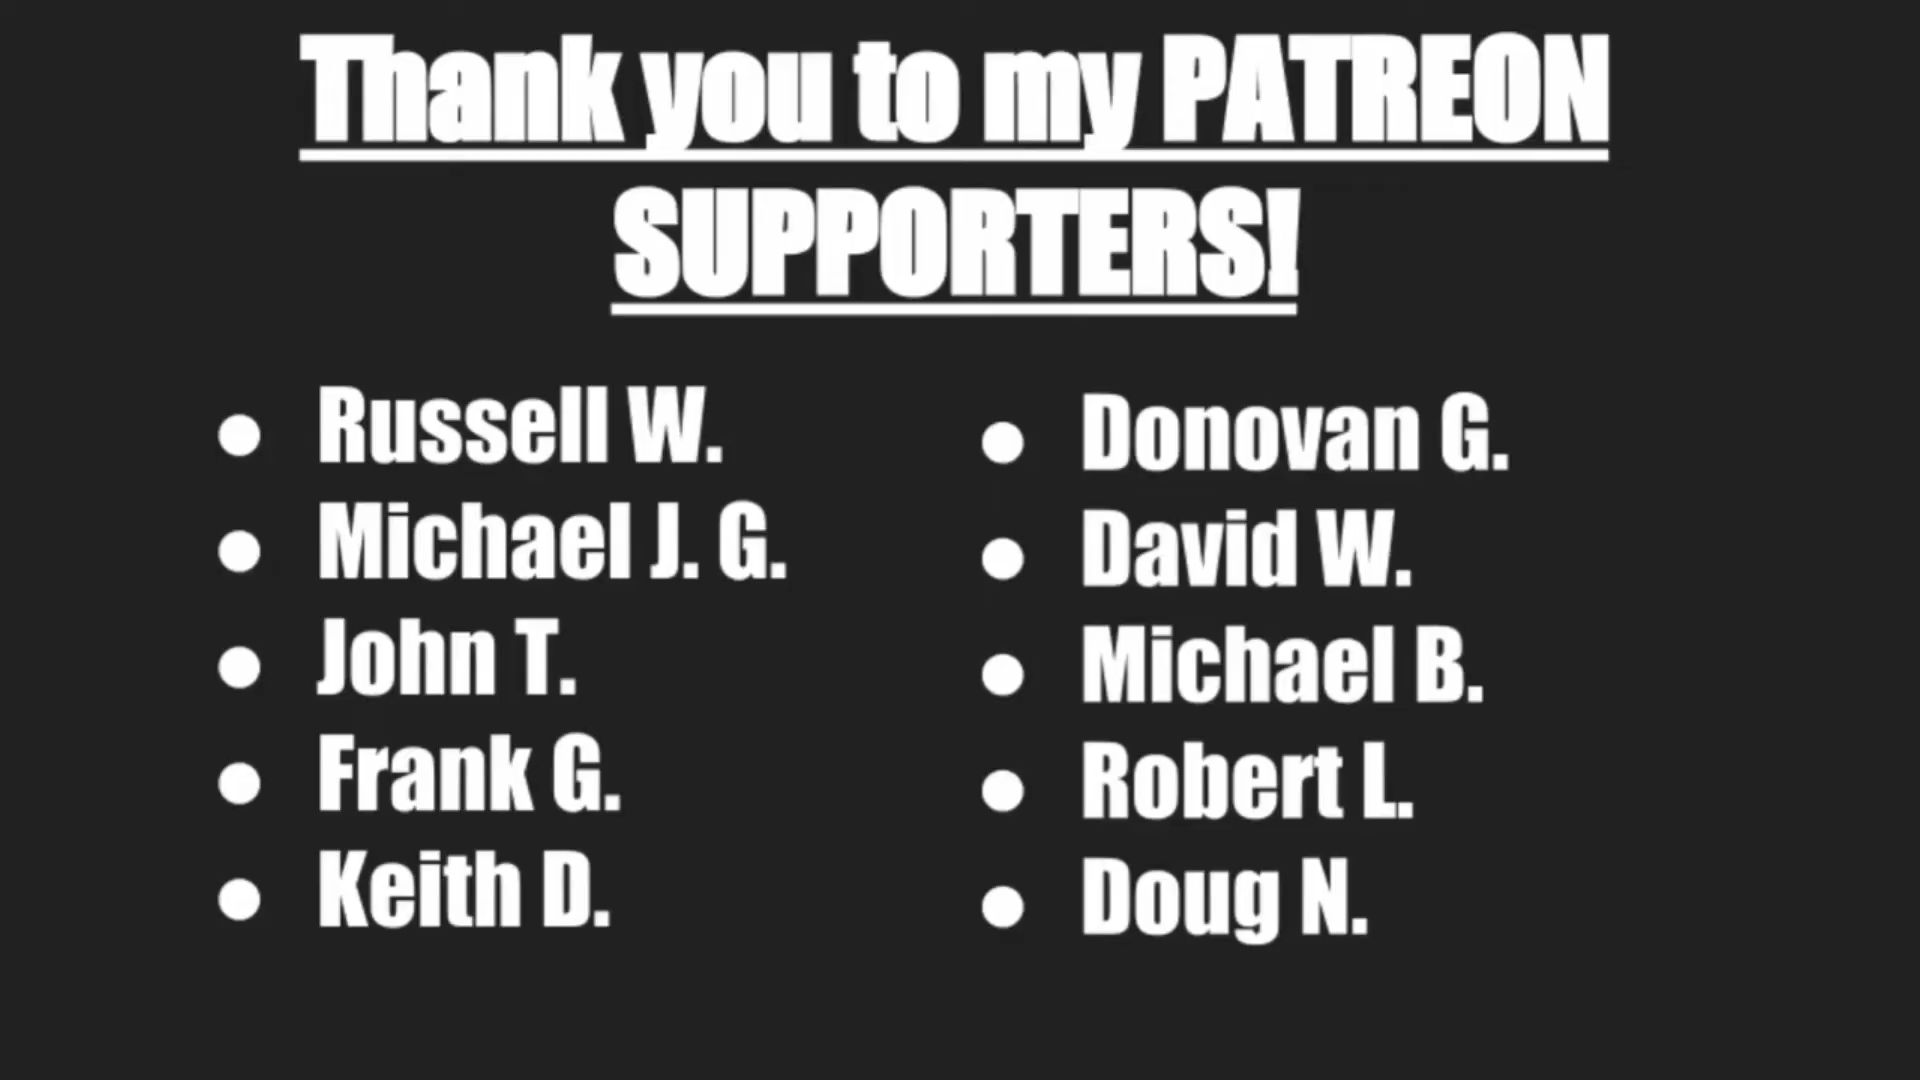 Thank you to my PATREON
SUPPORTERS!
● Russell W.
● Michael J. G.
● John T.
● Frank G.
● Keith D.
● Donovan G.
● David W.
● Michael B.
● Robert L.
● Doug N.